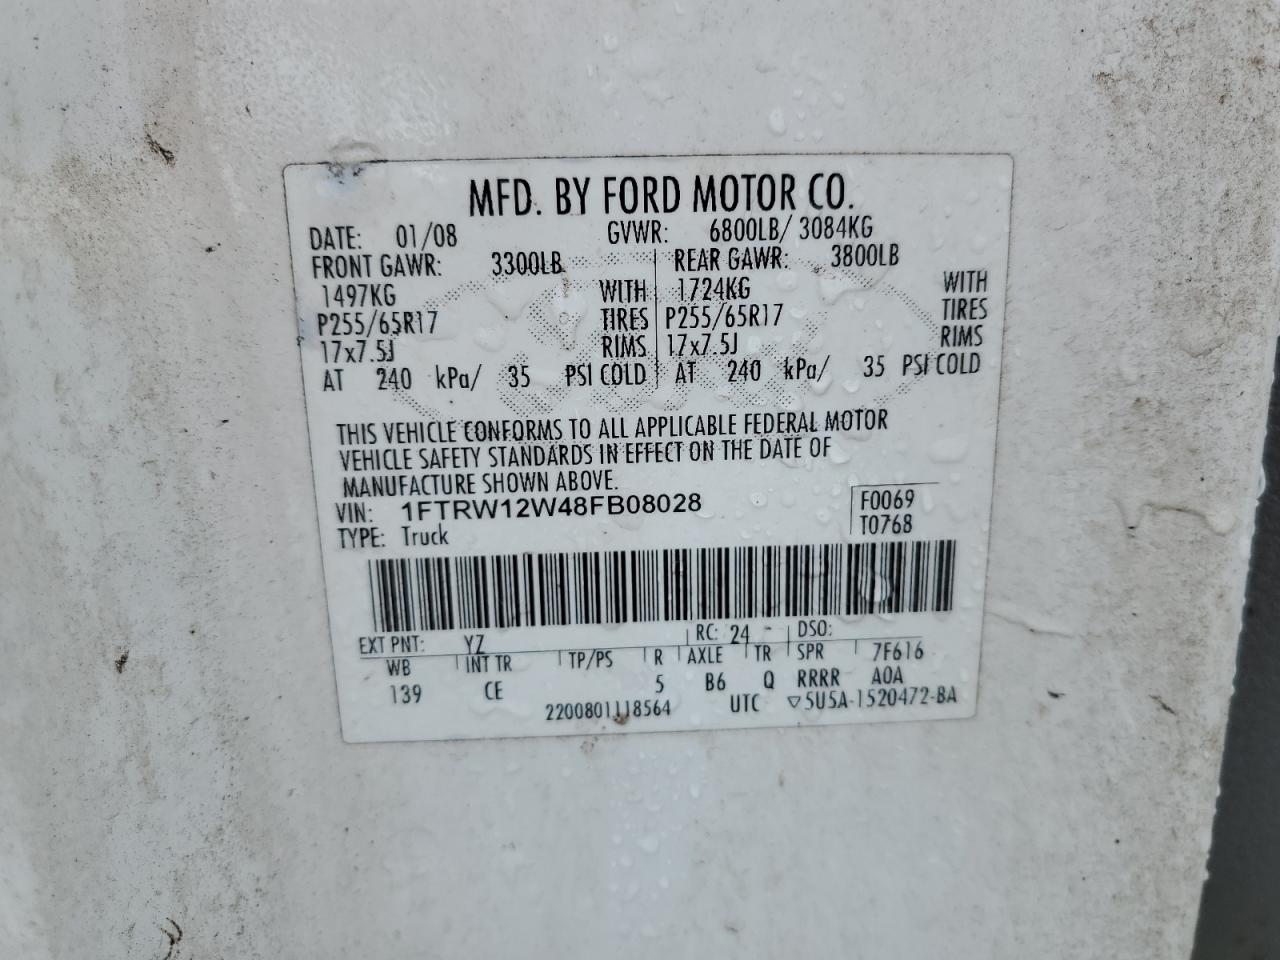 MFD. BY FORD MOTOR CO.
DATE: 01/08 GVWR: 6800LB/ 3084KG
FRONT GAWR: 3300LB REAR GAWR: 3800LB
1497KG WITH 1724KG WITH
P255/65R17 TIRES P255/65R17 TIRES
17x7.5J RIMS 17x7.5J RIMS
AT 240 kPa/ 35 PSI COLD AT 240 kPa/ 35 PSI COLD
THIS VEHICLE CONFORMS TO ALL APPLICABLE FEDERAL MOTOR
VEHICLE SAFETY STANDARDS IN EFFECT ON THE DATE OF
MANUFACTURE SHOWN ABOVE.
VIN: 1FTRW12W48FB08028 F0069
TYPE: Truck T0768
EXT PNT: YZ RC: 24 DSO:
WB INT TR TP/PS R AXLE TR SPR 7F616
139 CE 5 B6 Q RRRR A0A
2200801118564 UTC ▽5U5A-1520472-BA